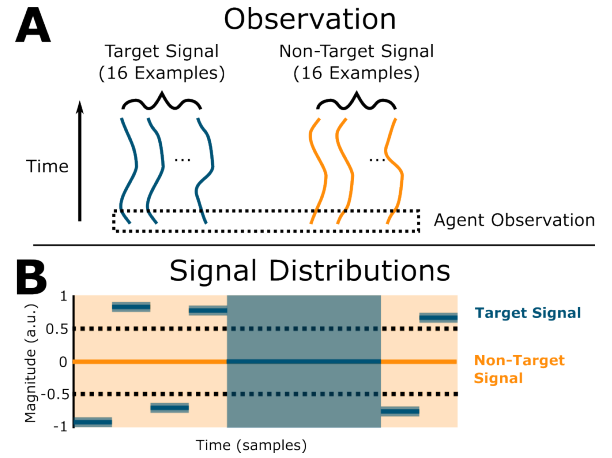 A
Observation
Target Signal
(16 Examples)
Non-Target Signal
(16 Examples)
Time
...
...
Agent Observation
B
Signal Distributions
Magnitude (a.u.)
1
0.5
0
-0.5
-1
Target Signal
Non-Target
Signal
Time (samples)